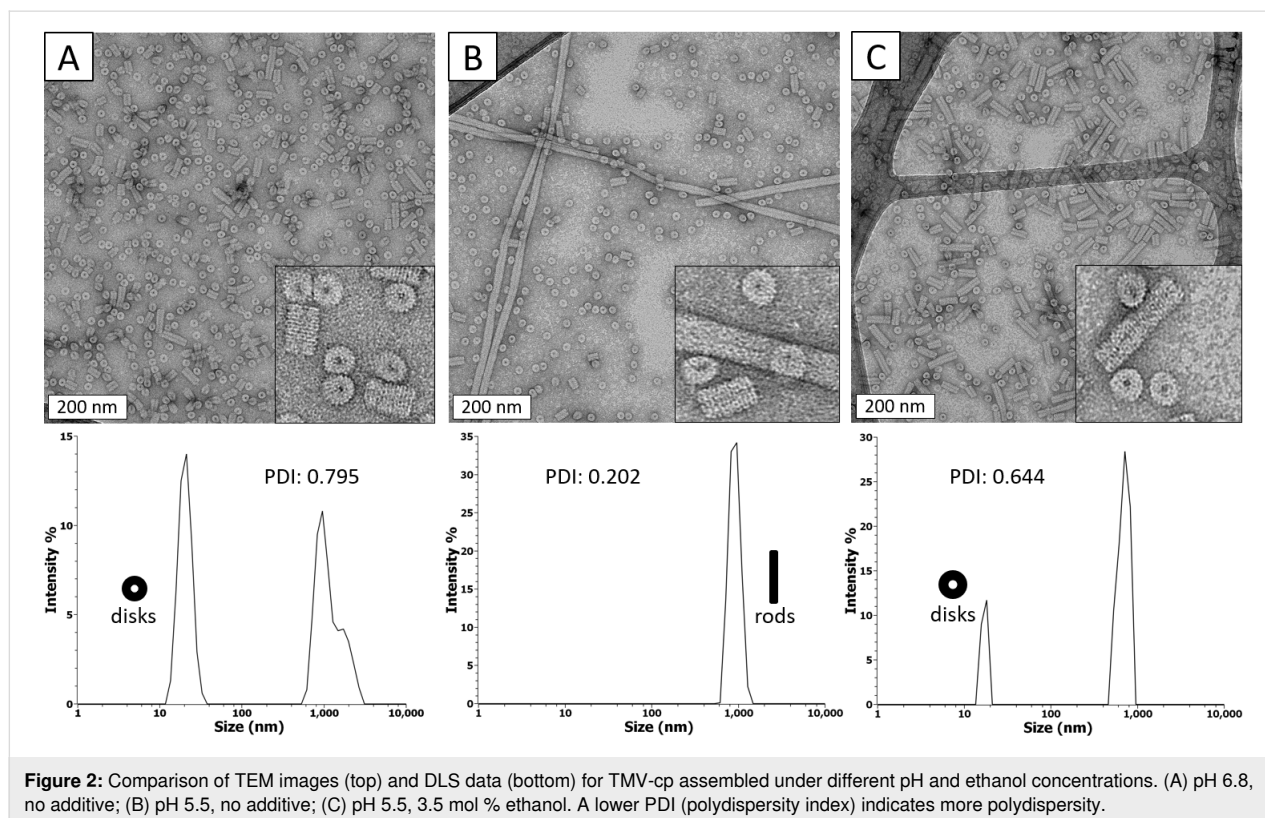 A
B
C
200 nm
200 nm
200 nm
15
10
5
0
Intensity %
PDI: 0.795
disks
1
10
100
1,000
10,000
Size (nm)
35
30
25
20
15
10
5
0
Intensity %
PDI: 0.202
rods
1
10
100
1,000
10,000
Size (nm)
30
25
20
15
10
5
0
Intensity %
PDI: 0.644
disks
1
10
100
1,000
10,000
Size (nm)
Figure 2: Comparison of TEM images (top) and DLS data (bottom) for TMV-cp assembled under different pH and ethanol concentrations. (A) pH 6.8,
no additive; (B) pH 5.5, no additive; (C) pH 5.5, 3.5 mol % ethanol. A lower PDI (polydispersity index) indicates more polydispersity.